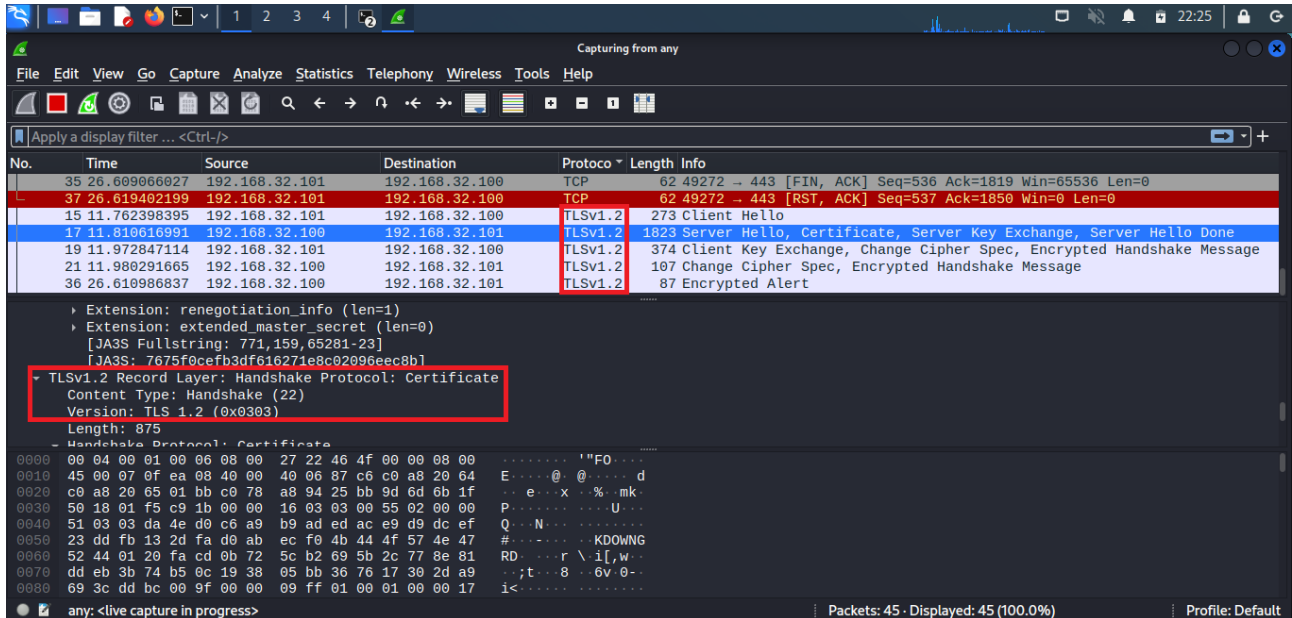 1 2 3 4 22:25
Capturing from any
File Edit View Go Capture Analyze Statistics Telephony Wireless Tools Help
Apply a display filter ... <Ctrl-/>
No. Time Source Destination Protoco Length Info
35 26.609066027 192.168.32.101 192.168.32.100 TCP 62 49272 → 443 [FIN, ACK] Seq=536 Ack=1819 Win=65536 Len=0
37 26.619402199 192.168.32.101 192.168.32.100 TCP 62 49272 → 443 [RST, ACK] Seq=537 Ack=1850 Win=0 Len=0
15 11.762398395 192.168.32.101 192.168.32.100 TLSv1.2 273 Client Hello
17 11.810616991 192.168.32.100 192.168.32.101 TLSv1.2 1823 Server Hello, Certificate, Server Key Exchange, Server Hello Done
19 11.972847114 192.168.32.101 192.168.32.100 TLSv1.2 374 Client Key Exchange, Change Cipher Spec, Encrypted Handshake Message
21 11.980291665 192.168.32.100 192.168.32.101 TLSv1.2 107 Change Cipher Spec, Encrypted Handshake Message
36 26.610986837 192.168.32.100 192.168.32.101 TLSv1.2 87 Encrypted Alert
Extension: renegotiation_info (len=1)
Extension: extended_master_secret (len=0)
[JA3S Fullstring: 771,159,65281-23]
[JA3S: 7675f0cefb3df616271e8c02096eec8b]
TLSv1.2 Record Layer: Handshake Protocol: Certificate
Content Type: Handshake (22)
Version: TLS 1.2 (0x0303)
Length: 875
Handshake Protocol: Certificate
0000 00 04 00 01 00 06 08 00 27 22 46 4f 00 00 08 00 ········ '"FO····
0010 45 00 07 0f ea 08 40 00 40 06 87 c6 c0 a8 20 64 E·····@· @····· d
0020 c0 a8 20 65 01 bb c0 78 a8 94 25 bb 9d 6d 6b 1f ·· e···x ··%··mk·
0030 50 18 01 f5 c9 1b 00 00 16 03 03 00 55 02 00 00 P······· ····U···
0040 51 03 03 da 4e d0 c6 a9 b9 ad ed ac e9 d9 dc ef Q···N··· ········
0050 23 dd fb 13 2d fa d0 ab ec f0 4b 44 4f 57 4e 47 #···-··· ··KDOWNG
0060 52 44 01 20 fa cd 0b 72 5c b2 69 5b 2c 77 8e 81 RD· ···r \·i[,w··
0070 dd eb 3b 74 b5 0c 19 38 05 bb 36 76 17 30 2d a9 ··;t···8 ··6v·0-·
0080 69 3c dd bc 00 9f 00 00 09 ff 01 00 01 00 00 17 i<······ ········
any: <live capture in progress> Packets: 45 · Displayed: 45 (100.0%) Profile: Default